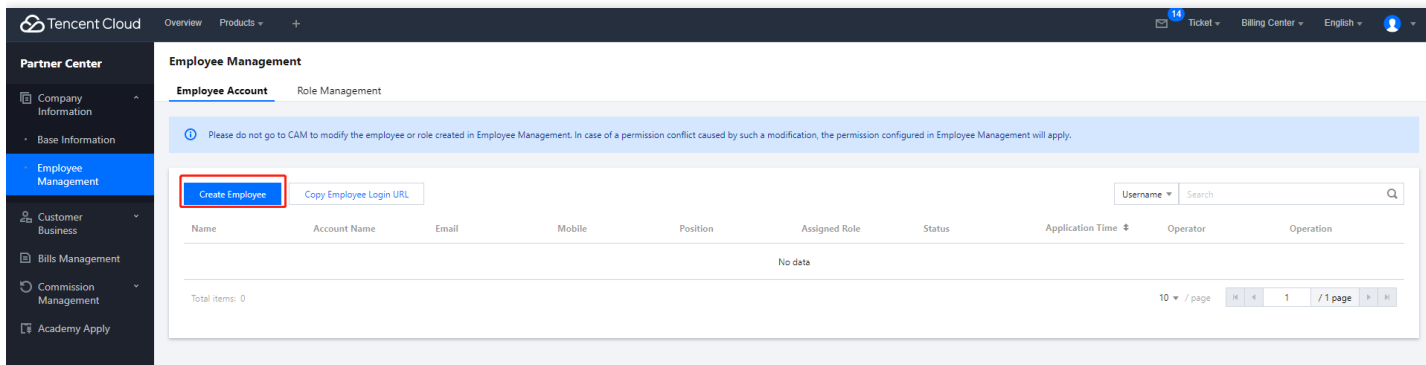 Tencent Cloud Overview Products + 14 Ticket Billing Center English
Partner Center
Company
Information
Base Information
Employee
Management
Customer
Business
Bills Management
Commission
Management
Academy Apply
Employee Management
Employee Account Role Management
Please do not go to CAM to modify the employee or role created in Employee Management. In case of a permission conflict caused by such a modification, the permission configured in Employee Management will apply.
Create Employee Copy Employee Login URL Username Search
Name Account Name Email Mobile Position Assigned Role Status Application Time Operator Operation
No data
Total items: 0 10 / page 1 / 1 page